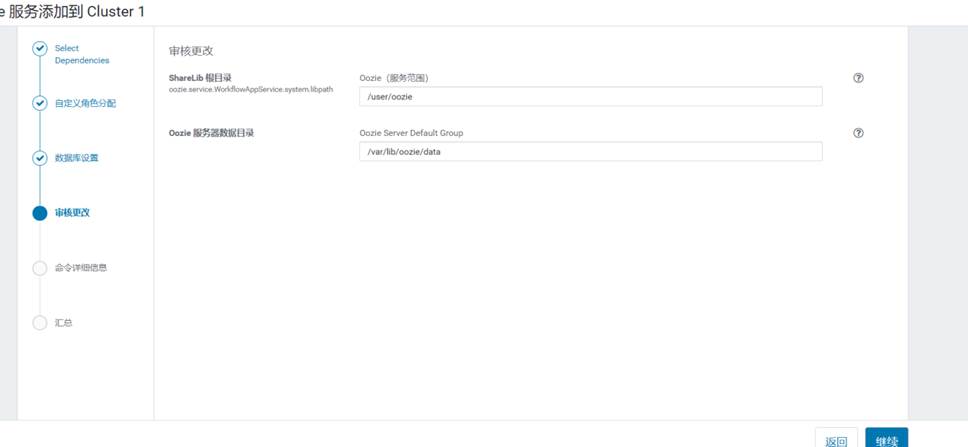 e 服务添加到 Cluster 1
Select
Dependencies
自定义角色分配
数据库设置
审核更改
命令详细信息
汇总
审核更改
ShareLib 根目录
oozie.service.WorkflowAppService.system.libpath
Oozie（服务范围）
/user/oozie
Oozie 服务器数据目录
Oozie Server Default Group
/var/lib/oozie/data
返回
继续